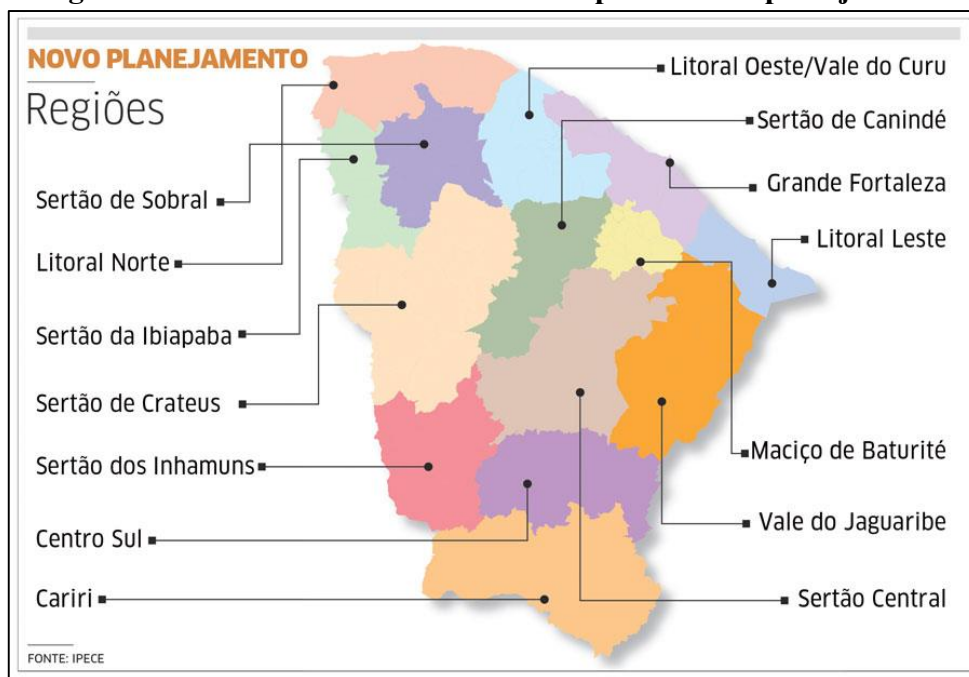 NOVO PLANEJAMENTO
Regiões
Sertão de Sobral
Litoral Norte
Sertão da Ibiapaba
Sertão de Crateus
Sertão dos Inhamuns
Centro Sul
Cariri
Litoral Oeste/Vale do Curu
Sertão de Canindé
Grande Fortaleza
Litoral Leste
Maciço de Baturité
Vale do Jaguaribe
Sertão Central
FONTE: IPECE